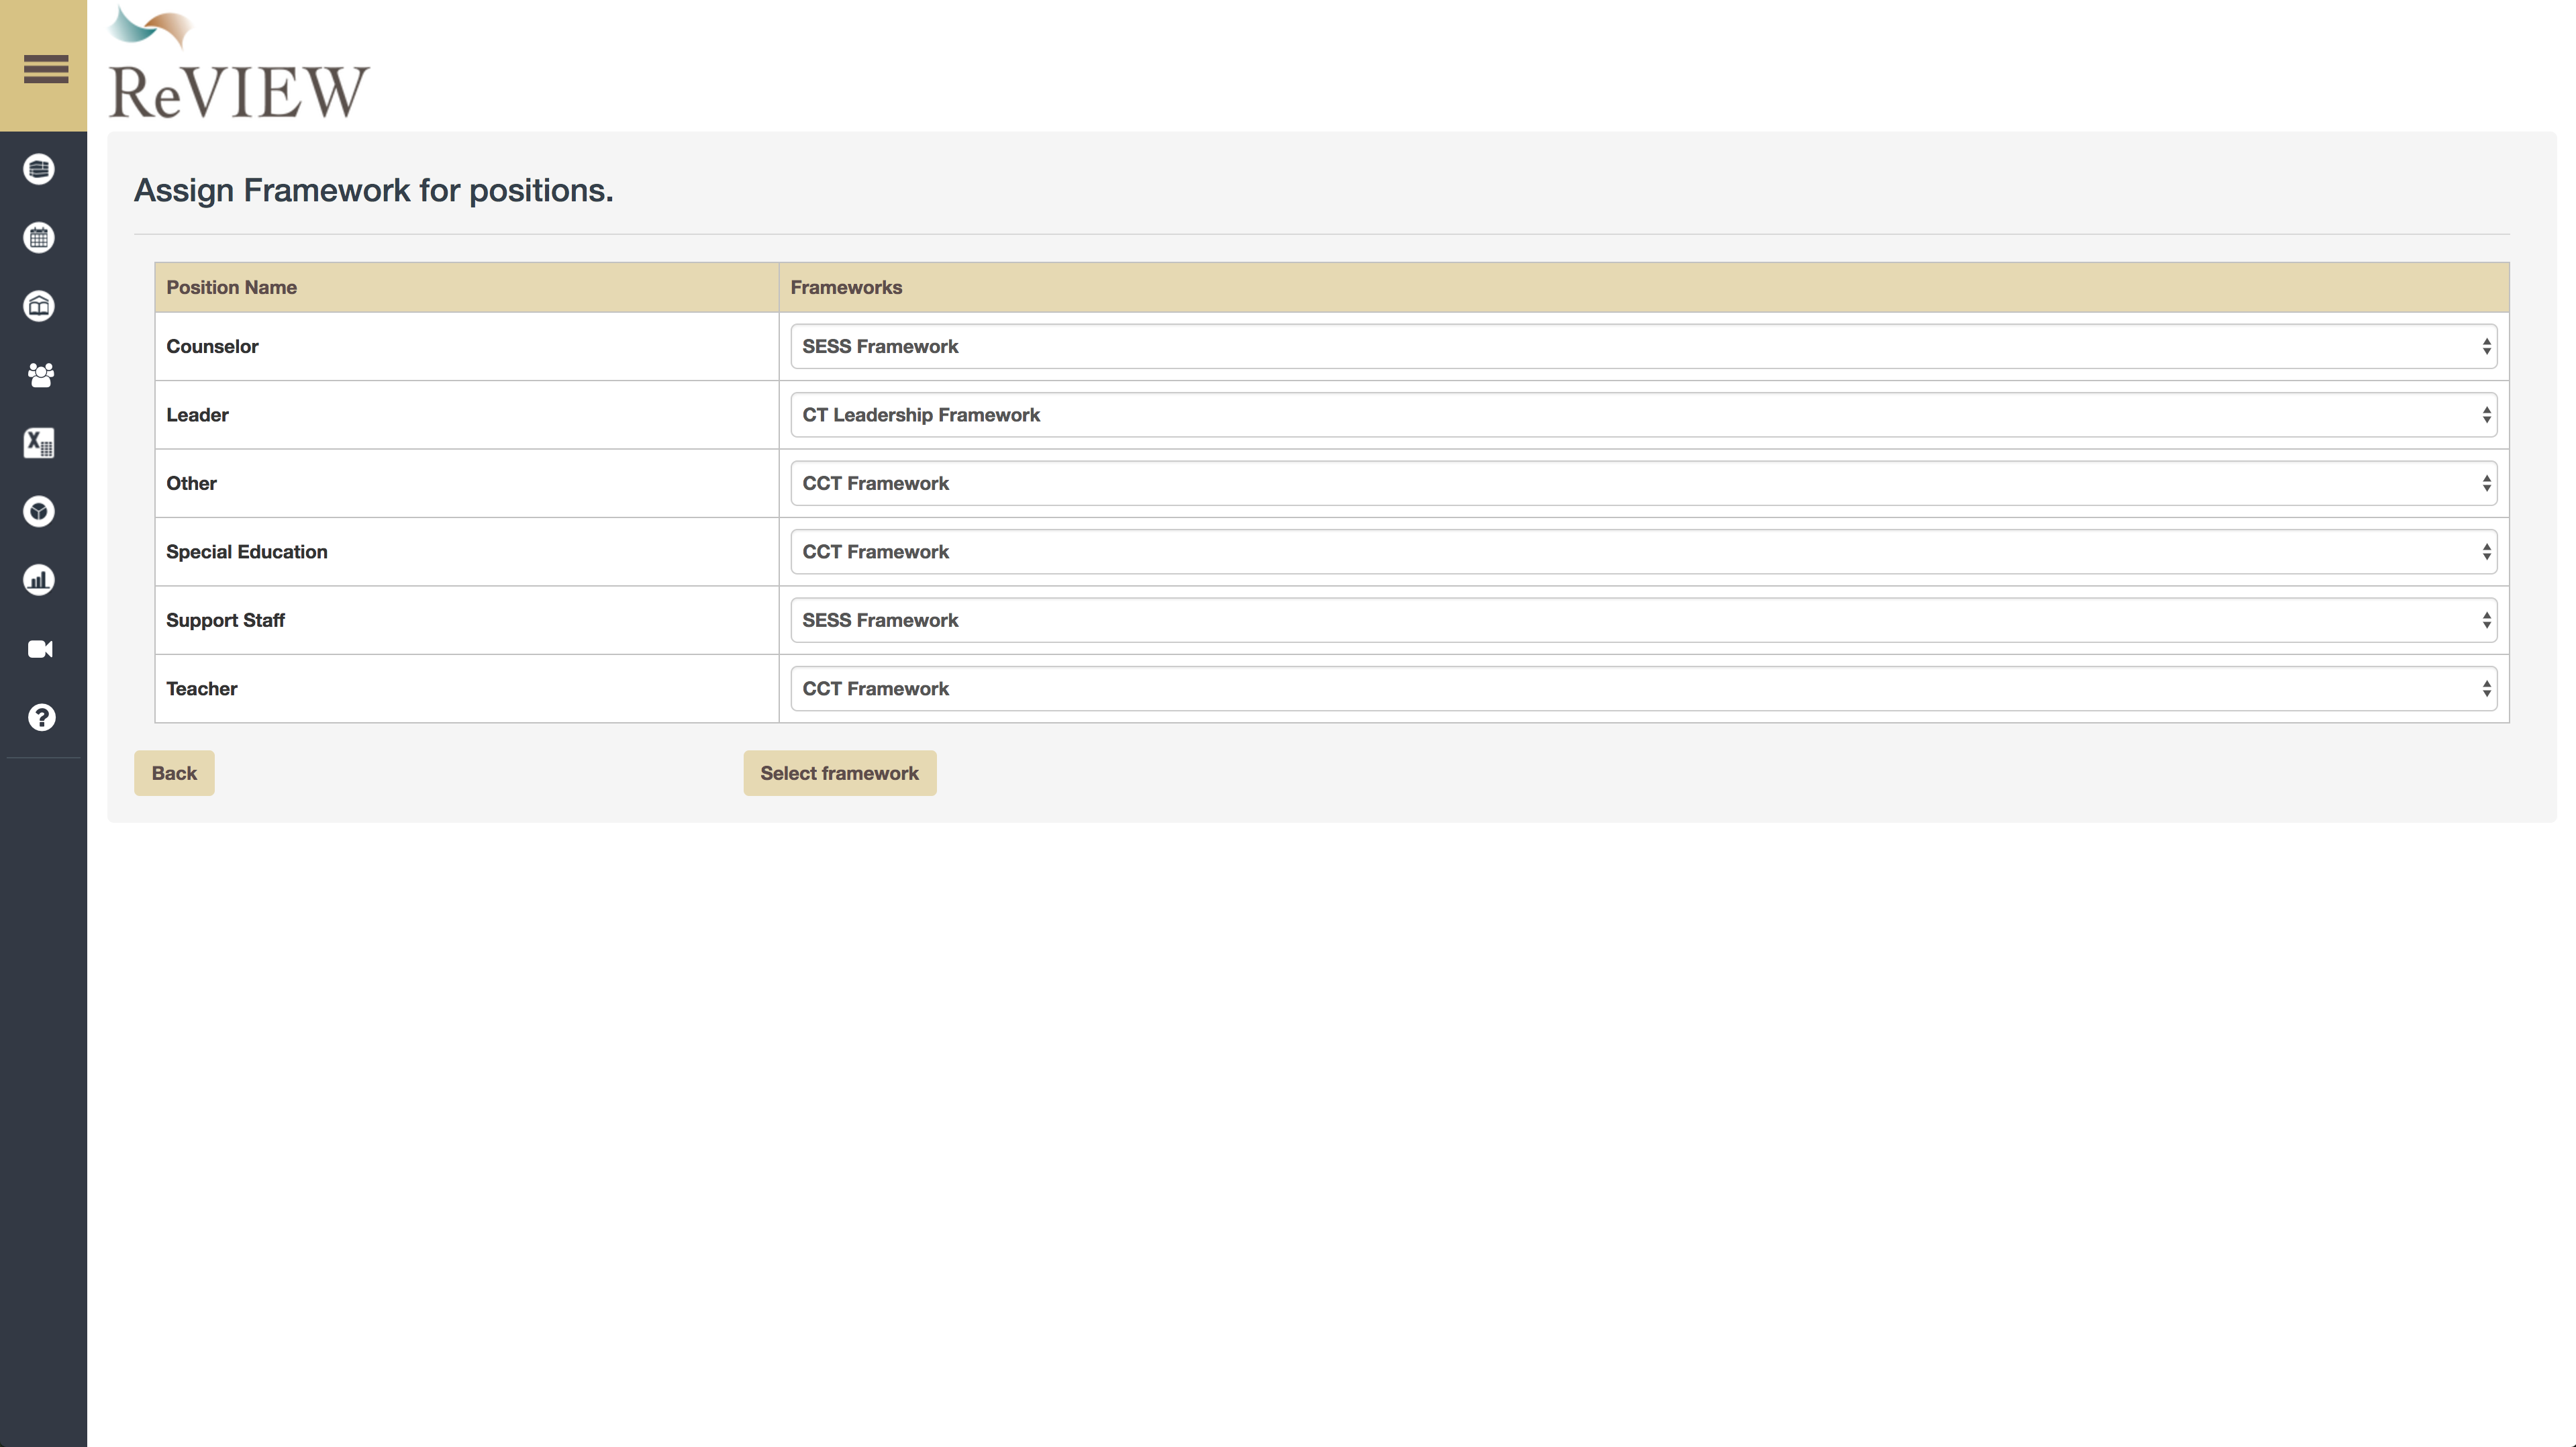 ReVIEW
Assign Framework for positions.
Position Name Frameworks
Counselor SESS Framework
Leader CT Leadership Framework
Other CCT Framework
Special Education CCT Framework
Support Staff SESS Framework
Teacher CCT Framework
Back Select framework